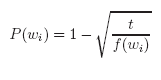 P(w_i) = 1 - \sqrt{\frac{t}{f(w_i)}}